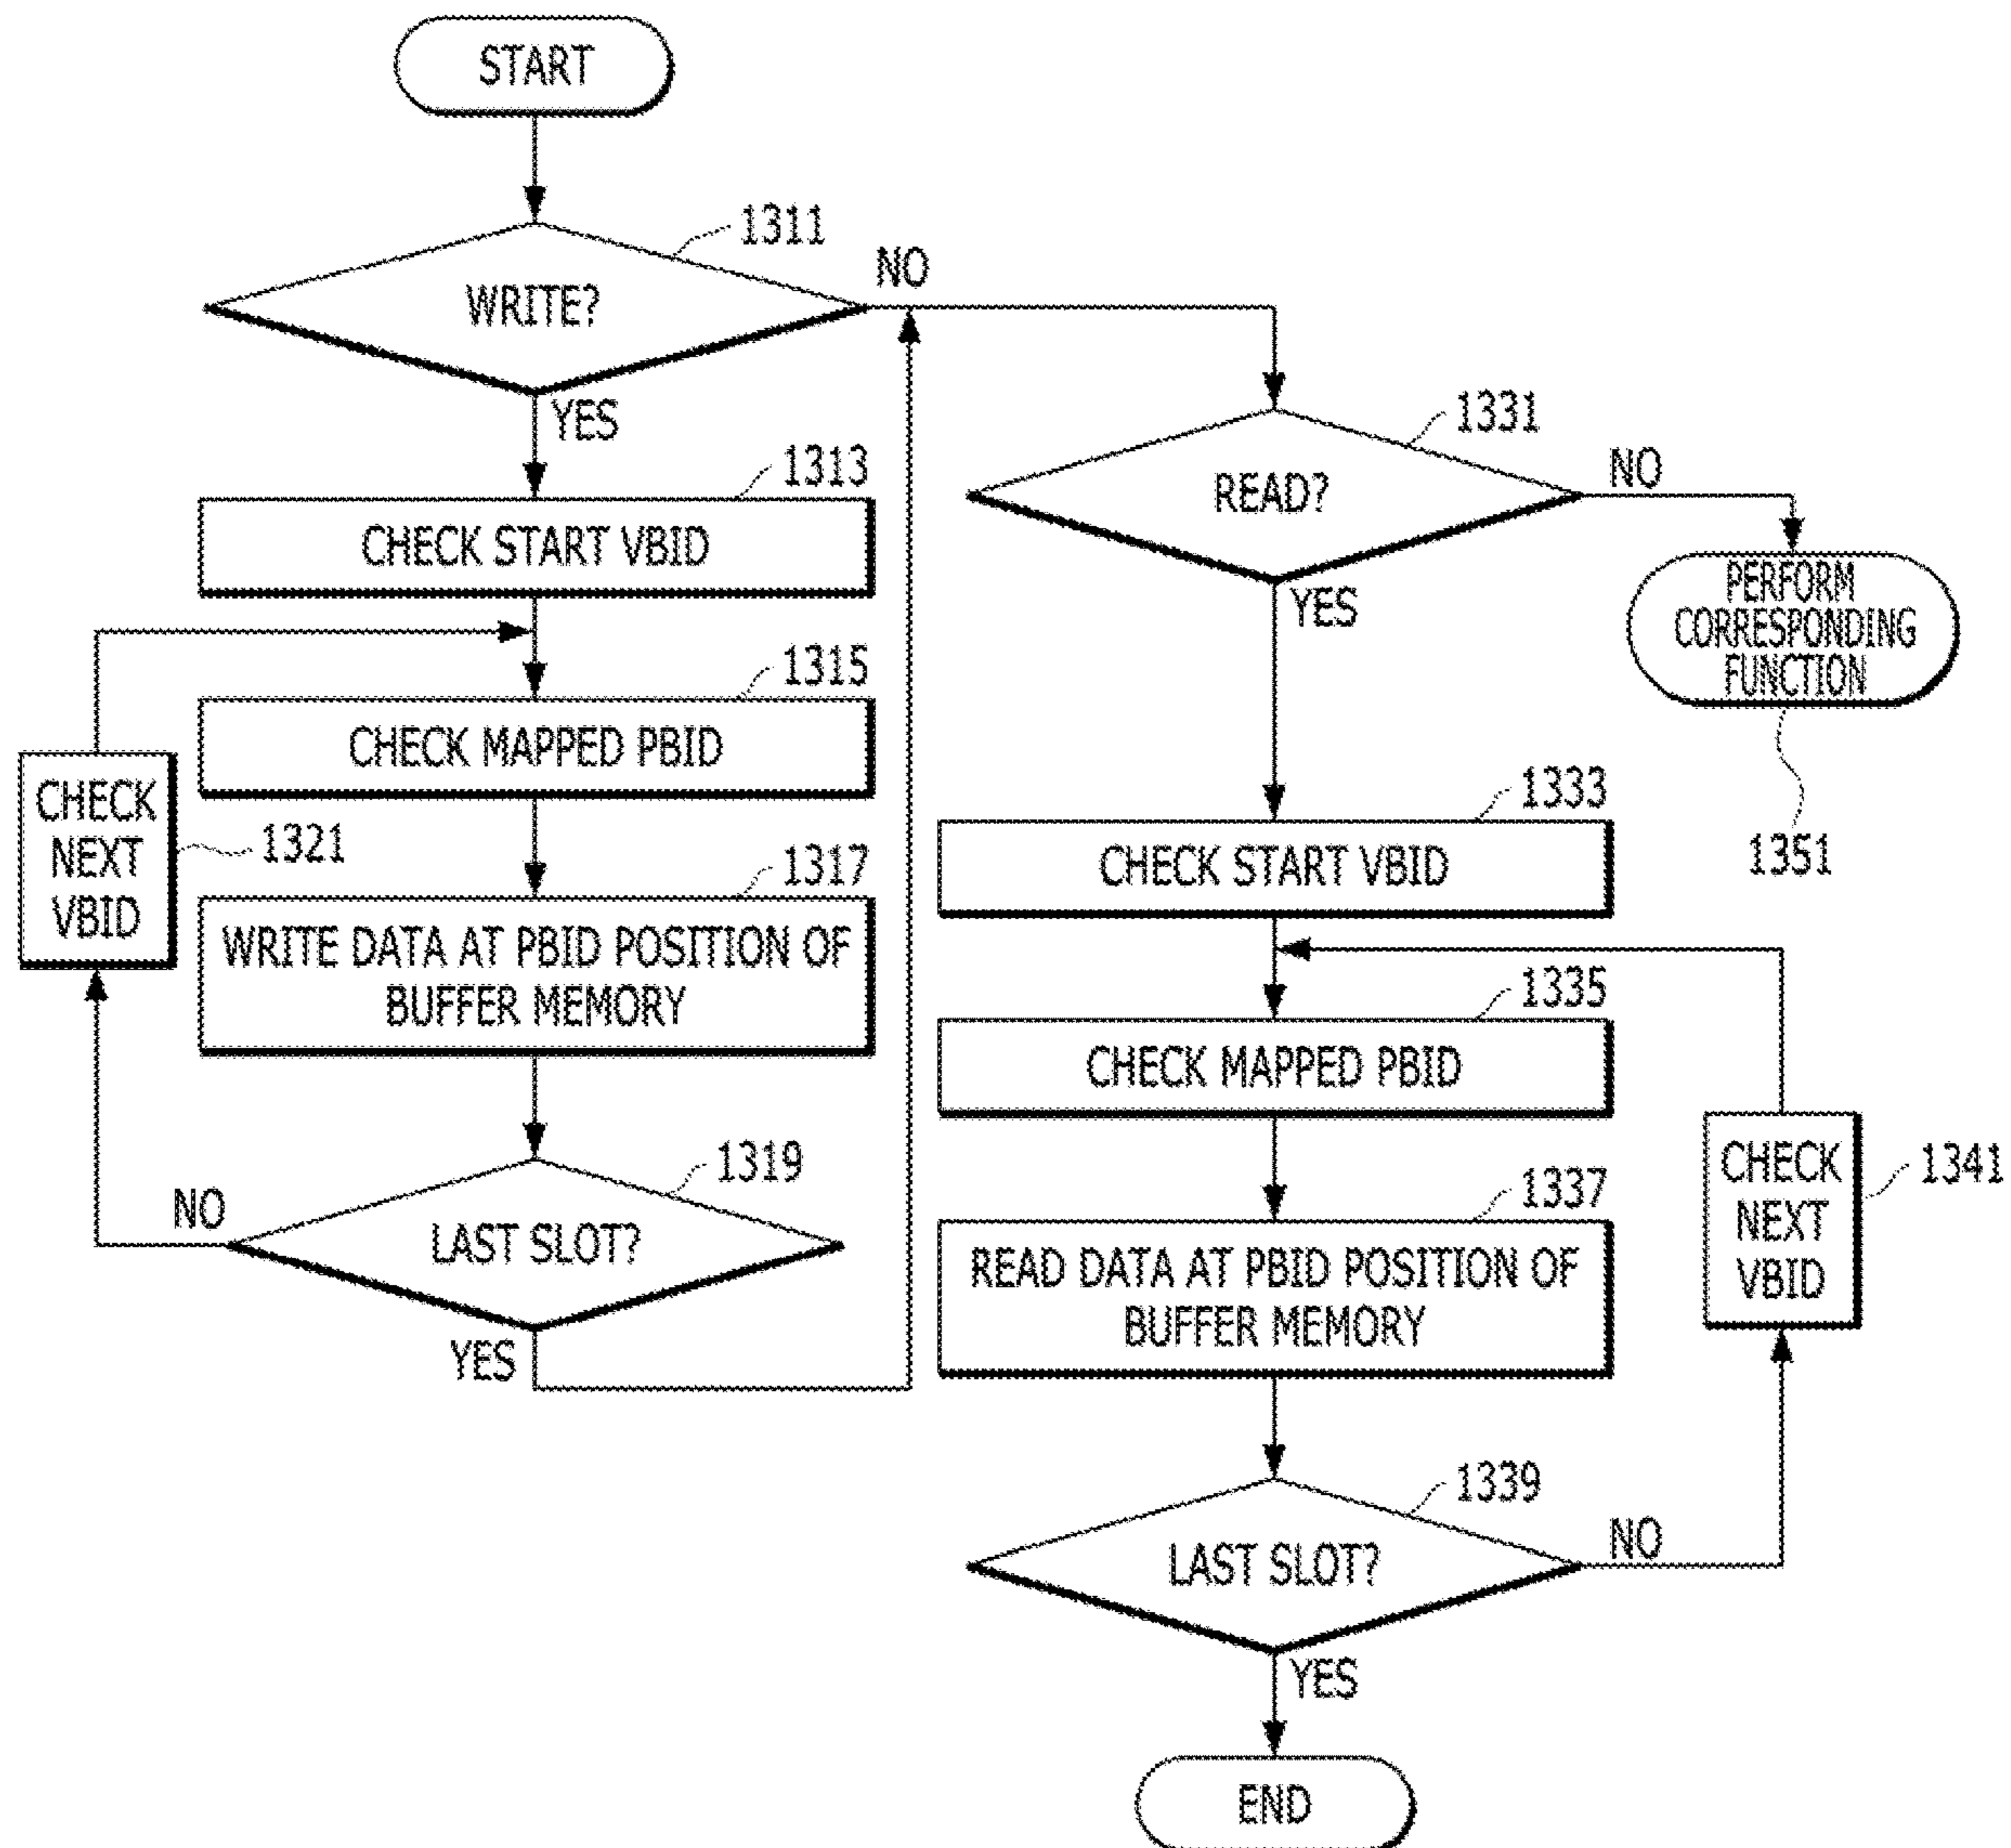 START
1311
WRITE?
NO
YES
1313
CHECK START VBID
1315
CHECK MAPPED PBID
CHECK
NEXT
VBID
1321
1317
WRITE DATA AT PBID POSITION OF
BUFFER MEMORY
1319
LAST SLOT?
NO
YES
1331
READ?
NO
PERFORM
CORRESPONDING
FUNCTION
1351
YES
1333
CHECK START VBID
1335
CHECK MAPPED PBID
1337
READ DATA AT PBID POSITION OF
BUFFER MEMORY
CHECK
NEXT
VBID
1341
1339
LAST SLOT?
NO
YES
END